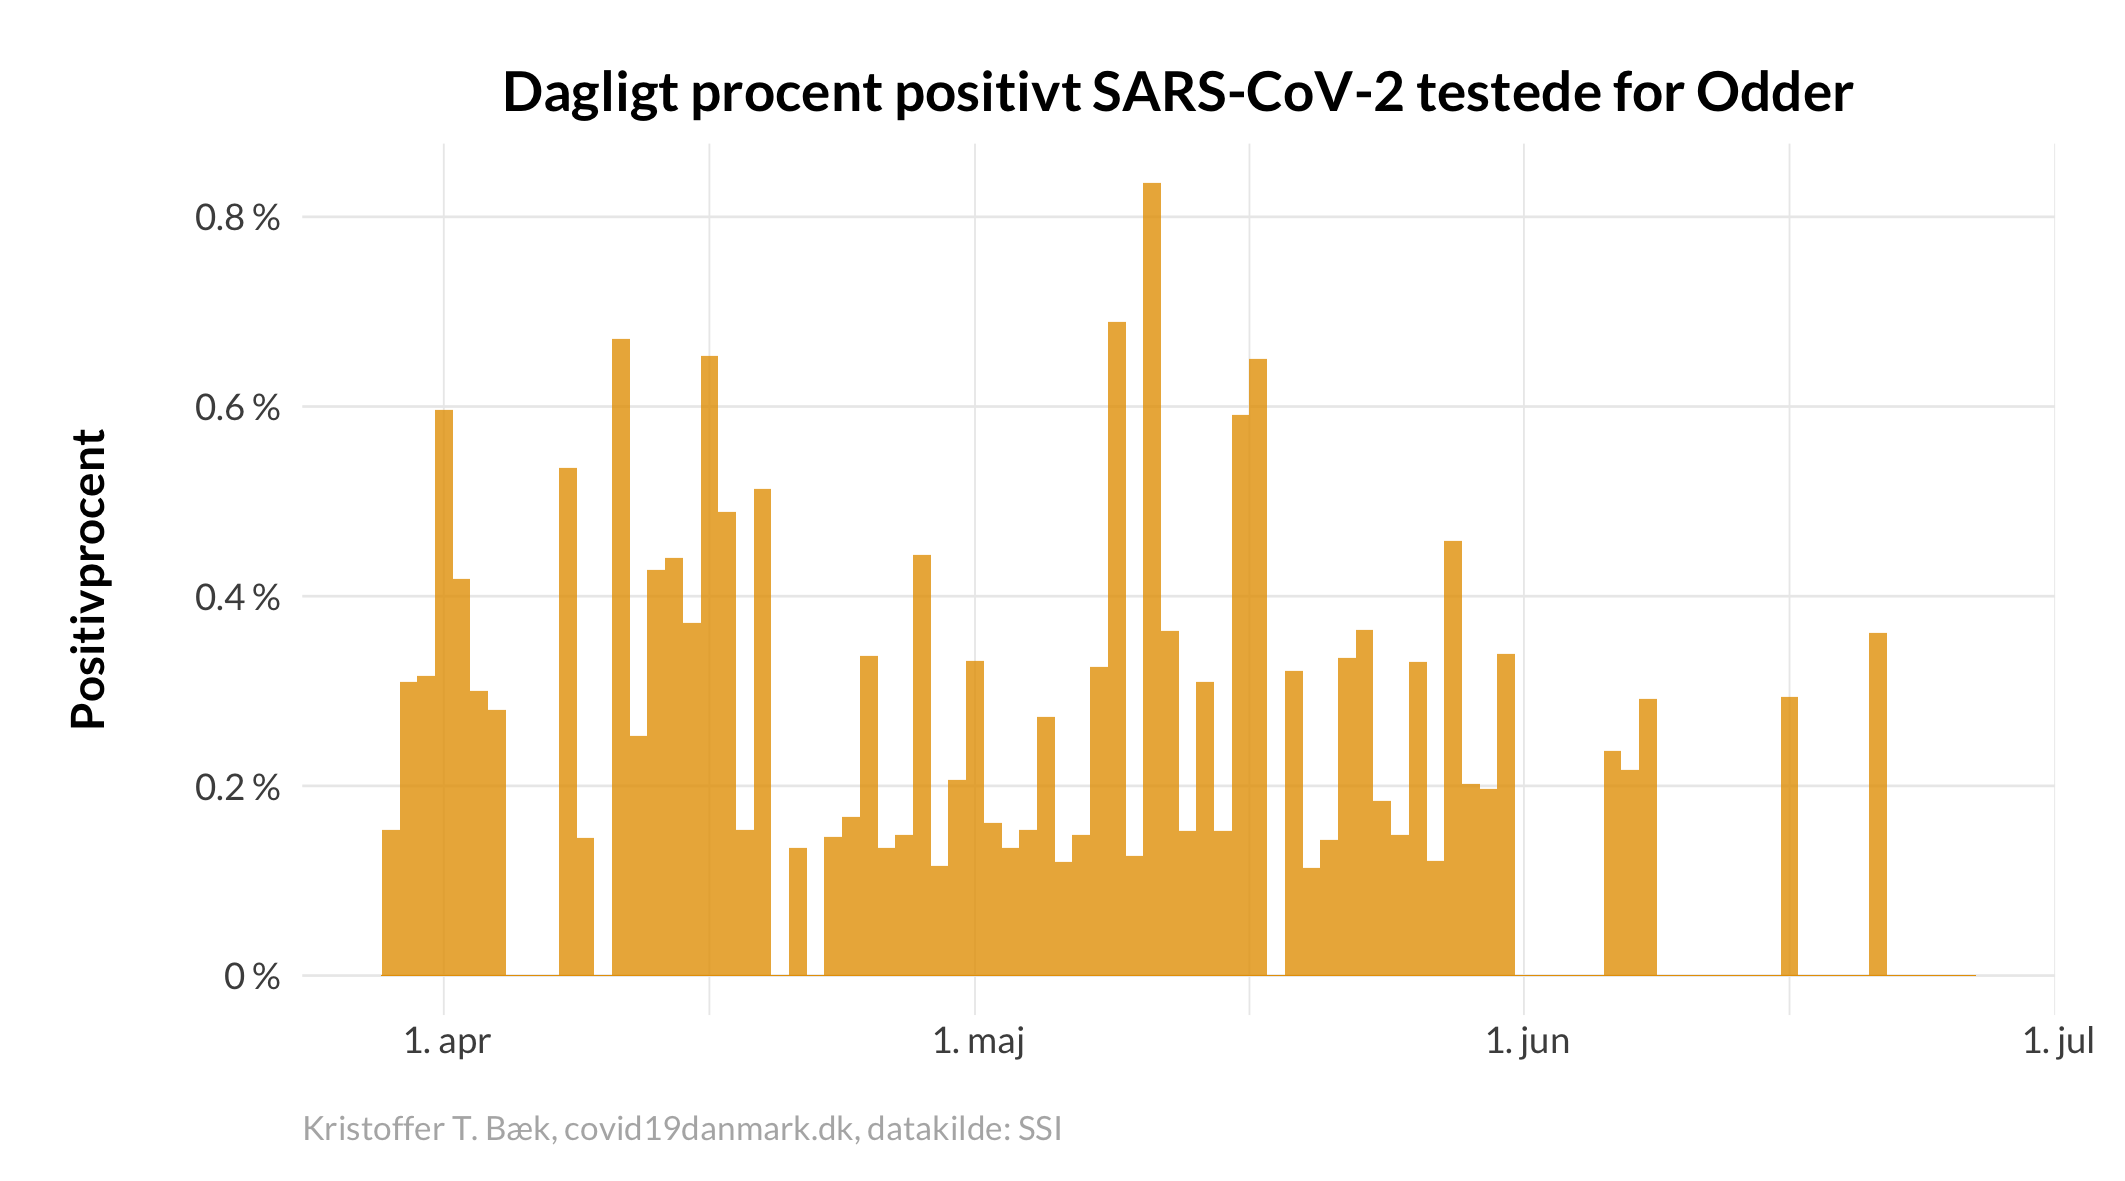 Dagligt procent positivt SARS-CoV-2 testede for Odder
Positivprocent
0.8 %
0.6 %
0.4 %
0.2 %
0 %
1. apr
1. maj
1. jun
1. jul
Kristoffer T. Bæk, covid19danmark.dk, datakilde: SSI